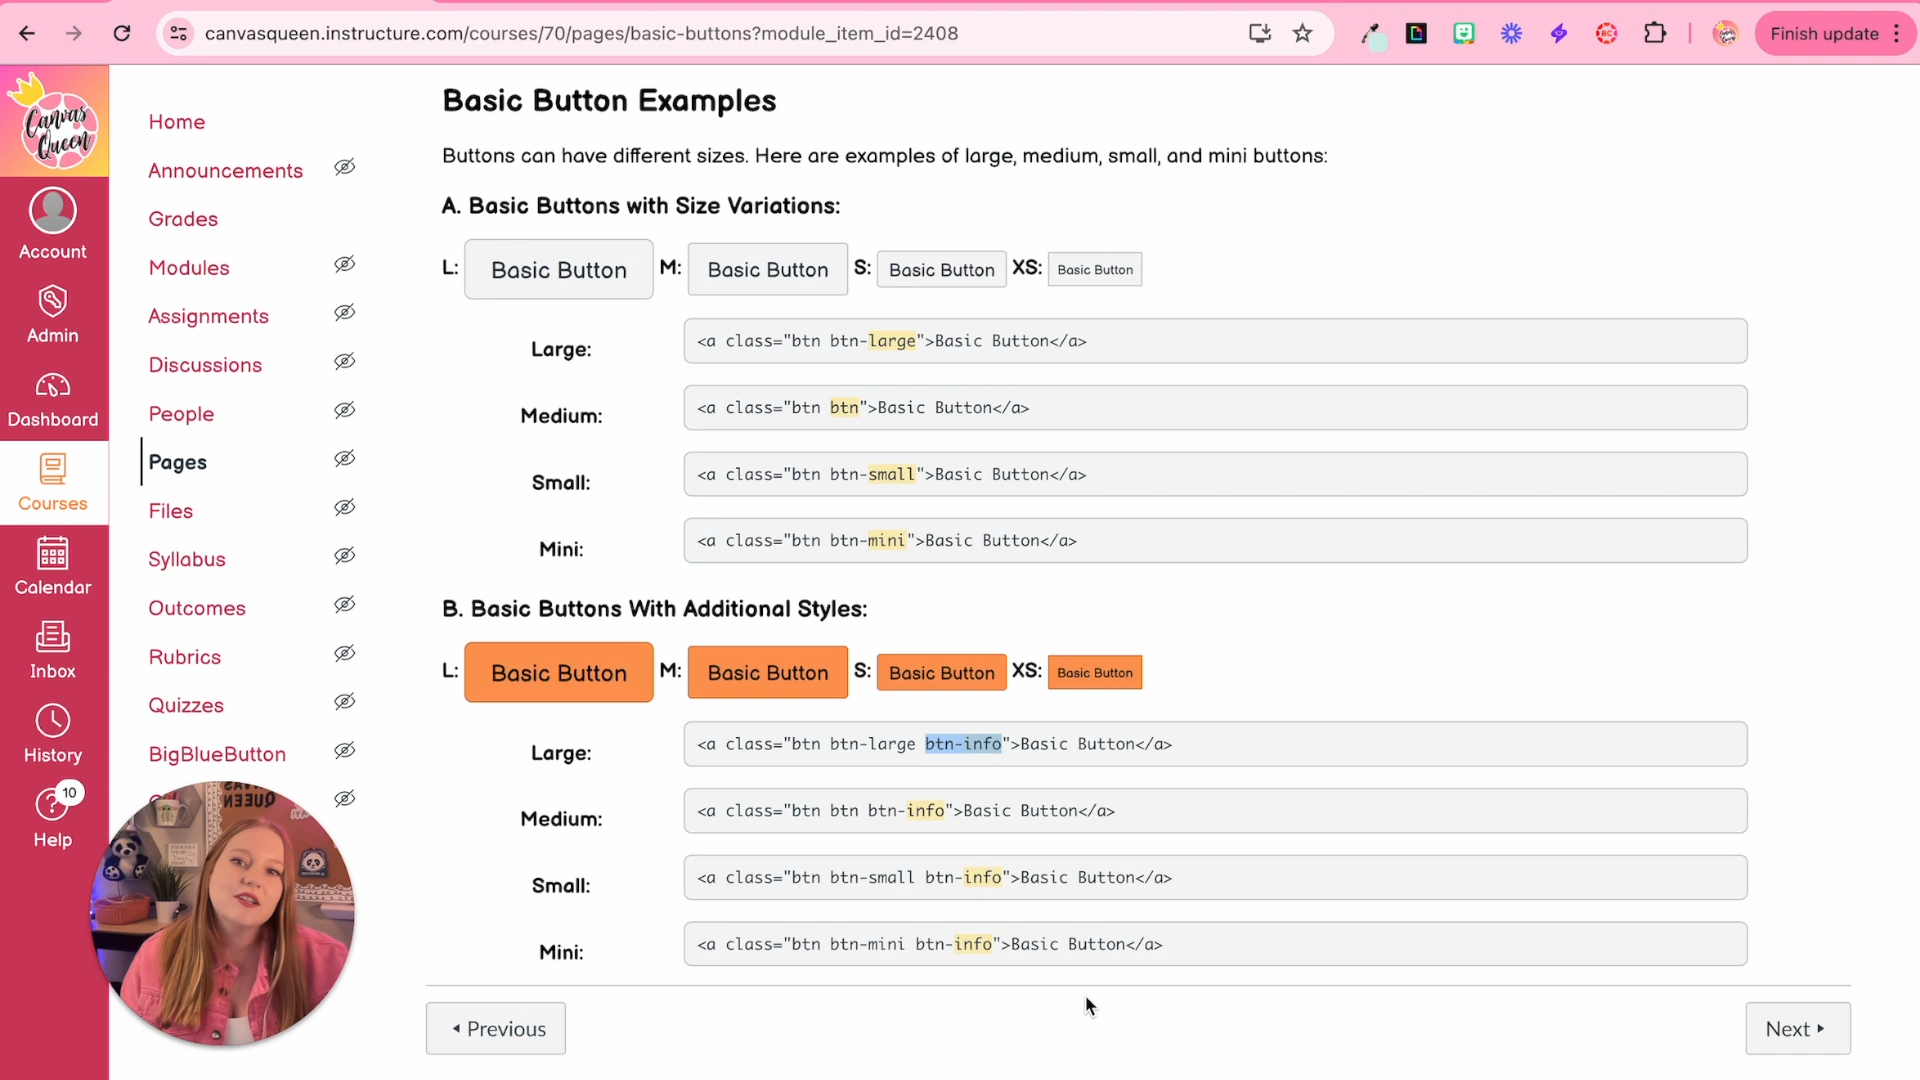 canvasqueen.instructure.com/courses/70/pages/basic-buttons?module_item_id=2408
Finish update
Canvas
Queen
Account
Admin
Dashboard
Courses
Calendar
Inbox
History
10
Help
Home
Announcements
Grades
Modules
Assignments
Discussions
People
Pages
Files
Syllabus
Outcomes
Rubrics
Quizzes
BigBlueButton
Basic Button Examples
Buttons can have different sizes. Here are examples of large, medium, small, and mini buttons:
A. Basic Buttons with Size Variations:
L: Basic Button M: Basic Button S: Basic Button XS: Basic Button
Large: <a class="btn btn-large">Basic Button</a>
Medium: <a class="btn btn">Basic Button</a>
Small: <a class="btn btn-small">Basic Button</a>
Mini: <a class="btn btn-mini">Basic Button</a>
B. Basic Buttons With Additional Styles:
L: Basic Button M: Basic Button S: Basic Button XS: Basic Button
Large: <a class="btn btn-large btn-info">Basic Button</a>
Medium: <a class="btn btn btn-info">Basic Button</a>
Small: <a class="btn btn-small btn-info">Basic Button</a>
Mini: <a class="btn btn-mini btn-info">Basic Button</a>
Previous
Next